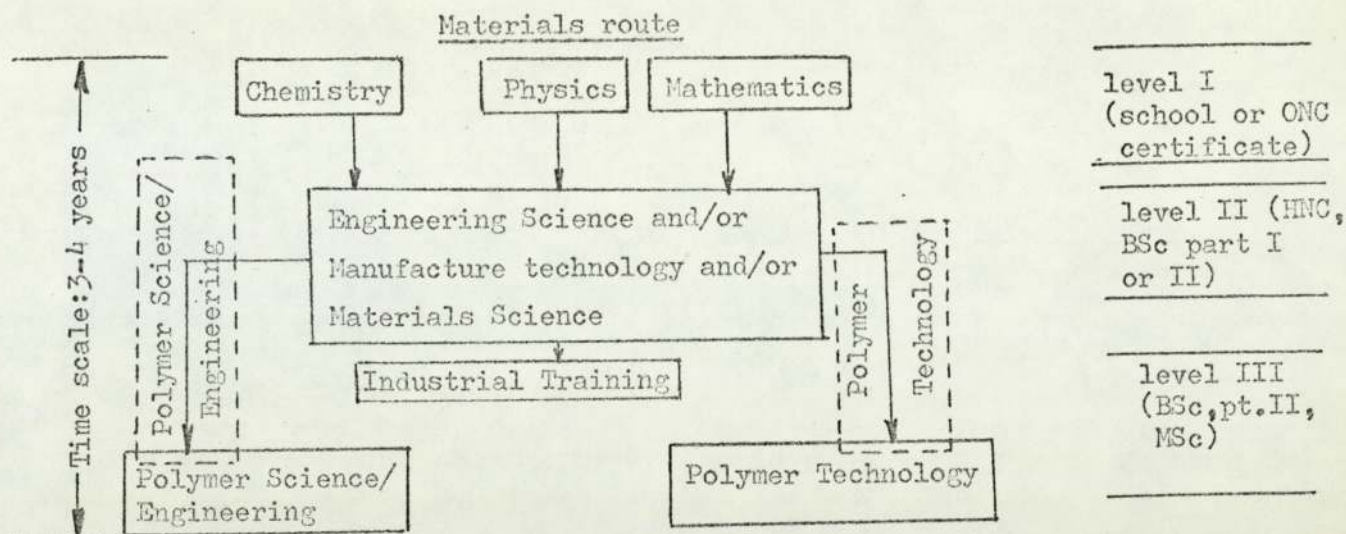 Materials route
Chemistry
Physics
Mathematics
level I
(school or ONC
certificate)
Time scale:3-4 years
Polymer Science/
Engineering
Engineering Science and/or
Manufacture technology and/or
Materials Science
Polymer
Technology
level II (HNC,
BSc part I
or II)
Industrial Training
level III
(BSc,pt.II,
MSc)
Polymer Science/
Engineering
Polymer Technology